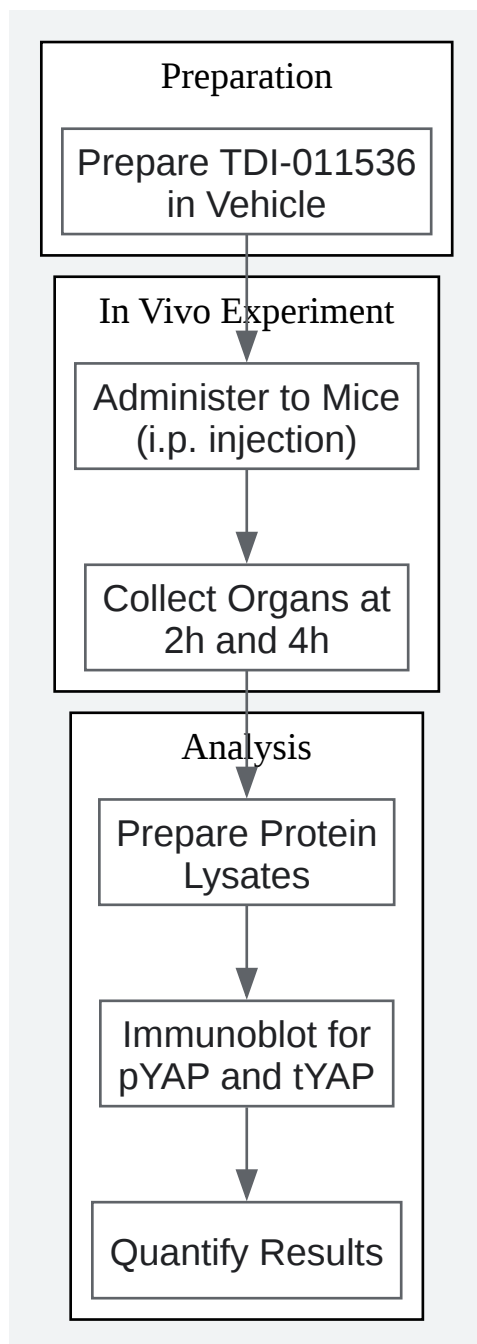 Preparation
Prepare TDI-011536
in Vehicle
In Vivo Experiment
Administer to Mice
(i.p. injection)
Collect Organs at
2h and 4h
Analysis
Prepare Protein
Lysates
Immunoblot for
pYAP and tYAP
Quantify Results